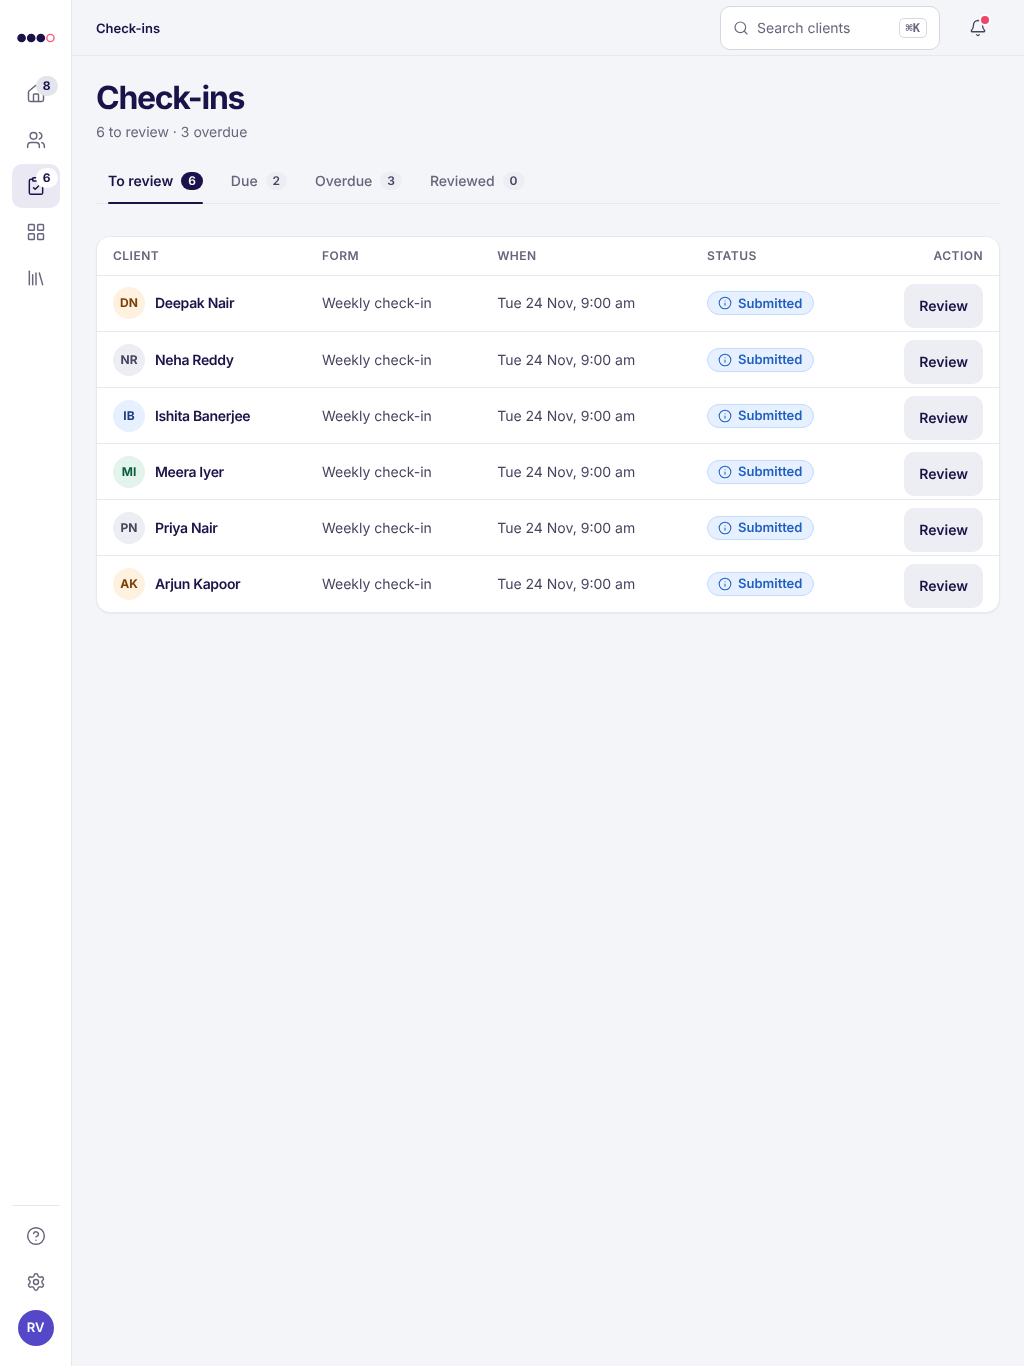 Check-ins
Search clients ⌘K
8
6
Check-ins
6 to review · 3 overdue
To review 6 Due 2 Overdue 3 Reviewed 0
CLIENT FORM WHEN STATUS ACTION
DN Deepak Nair Weekly check-in Tue 24 Nov, 9:00 am Submitted Review
NR Neha Reddy Weekly check-in Tue 24 Nov, 9:00 am Submitted Review
IB Ishita Banerjee Weekly check-in Tue 24 Nov, 9:00 am Submitted Review
MI Meera Iyer Weekly check-in Tue 24 Nov, 9:00 am Submitted Review
PN Priya Nair Weekly check-in Tue 24 Nov, 9:00 am Submitted Review
AK Arjun Kapoor Weekly check-in Tue 24 Nov, 9:00 am Submitted Review
RV